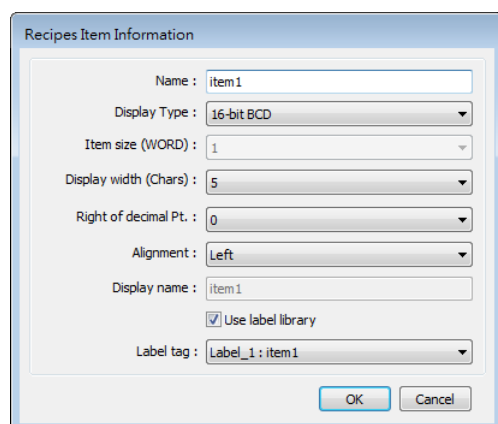 Recipes Item Information
Name : item1
Display Type : 16-bit BCD
Item size (WORD) : 1
Display width (Chars) : 5
Right of decimal Pt. : 0
Alignment : Left
Display name : item1
Use label library
Label tag : Label_1 : item1
OK Cancel